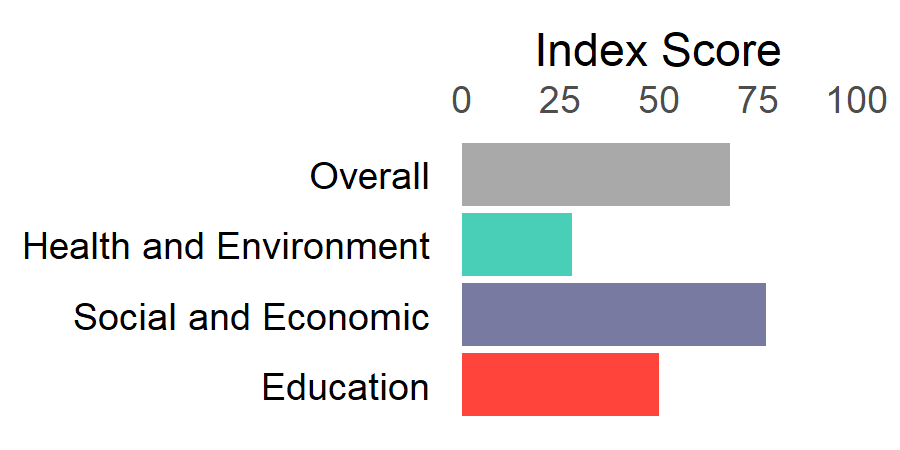 Index Score
0 25 50 75 100
Overall
Health and Environment
Social and Economic
Education